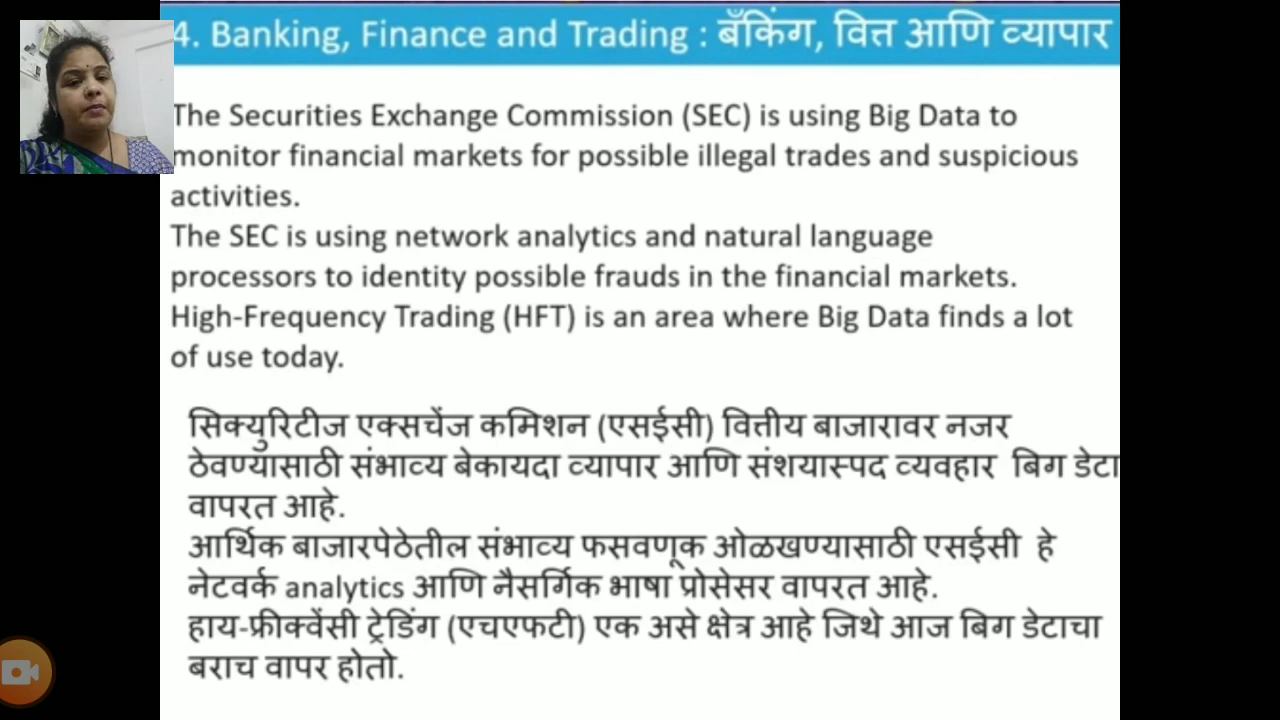 4. Banking, Finance and Trading : बँकिंग, वित्त आणि व्यापार
The Securities Exchange Commission (SEC) is using Big Data to
monitor financial markets for possible illegal trades and suspicious
activities.
The SEC is using network analytics and natural language
processors to identity possible frauds in the financial markets.
High-Frequency Trading (HFT) is an area where Big Data finds a lot
of use today.
सिक्युरिटीज एक्सचेंज कमिशन (एसईसी) वित्तीय बाजारावर नजर
ठेवण्यासाठी संभाव्य बेकायदा व्यापार आणि संशयास्पद व्यवहार बिग डेटा
वापरत आहे.
आर्थिक बाजारपेठेतील संभाव्य फसवणूक ओळखण्यासाठी एसईसी हे
नेटवर्क analytics आणि नैसर्गिक भाषा प्रोसेसर वापरत आहे.
हाय-फ्रीक्वेंसी ट्रेडिंग (एचएफटी) एक असे क्षेत्र आहे जिथे आज बिग डेटाचा
बराच वापर होतो.